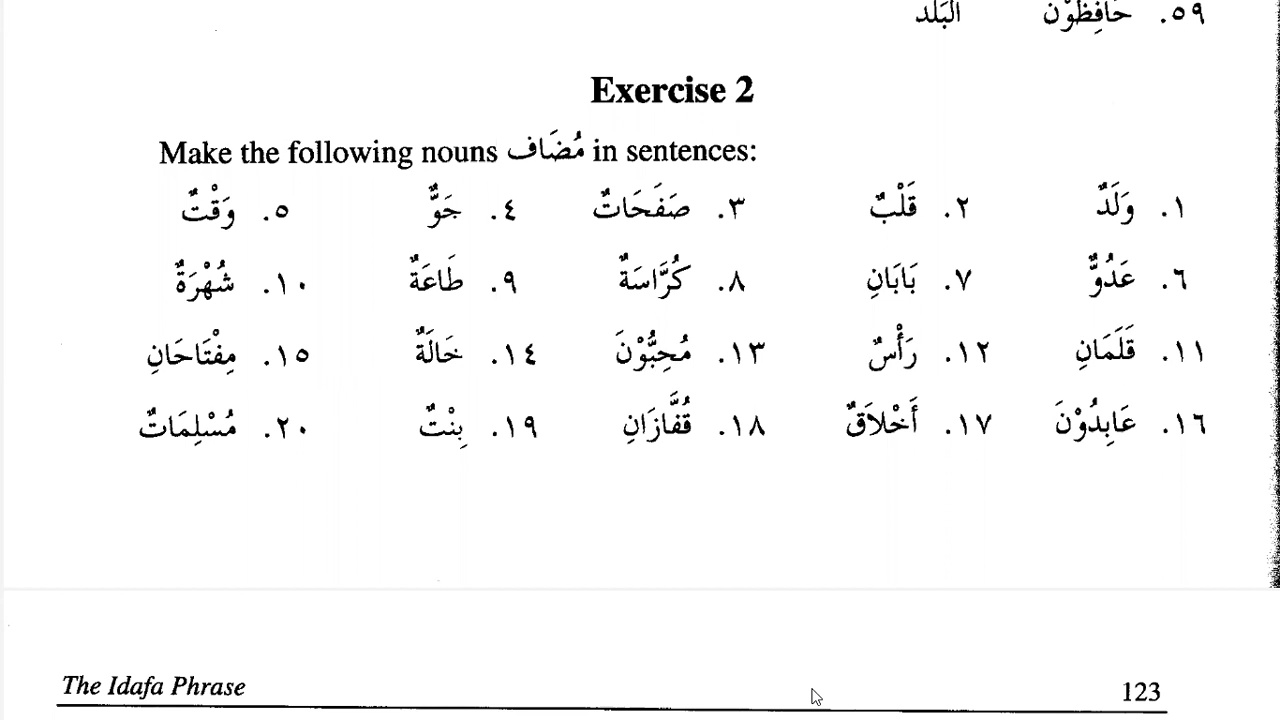 ٥٩. حَافِظُوْنَ الْبَلَد
Exercise 2
Make the following nouns مُضَاف in sentences:
١. وَلَدٌ ٢. قَلْبٌ ٣. صَفَحَاتٌ ٤. جَوٌّ ٥. وَقْتٌ
٦. عَدُوٌّ ٧. بَابَانِ ٨. كُرَّاسَةٌ ٩. طَاعَةٌ ١٠. شُهْرَةٌ
١١. قَلَمَانِ ١٢. رَأْسٌ ١٣. مُحِبُّوْنَ ١٤. خَالَةٌ ١٥. مِفْتَاحَانِ
١٦. عَابِدُوْنَ ١٧. أَخْلَاقٌ ١٨. قُفَّازَانِ ١٩. بِنْتٌ ٢٠. مُسْلِمَاتٌ
The Idafa Phrase 123